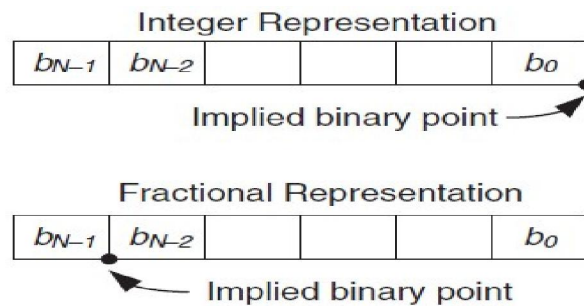 Integer Representation
bN–1 bN–2 b0
Implied binary point
Fractional Representation
bN–1 bN–2 b0
Implied binary point